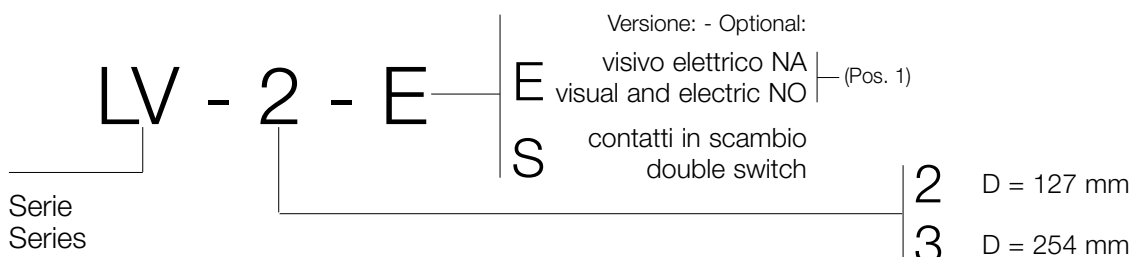 Versione: - Optional:
LV - 2 - E
E
visivo elettrico NA
visual and electric NO
(Pos. 1)
S
contatti in scambio
double switch
Serie
Series
2 D = 127 mm
3 D = 254 mm